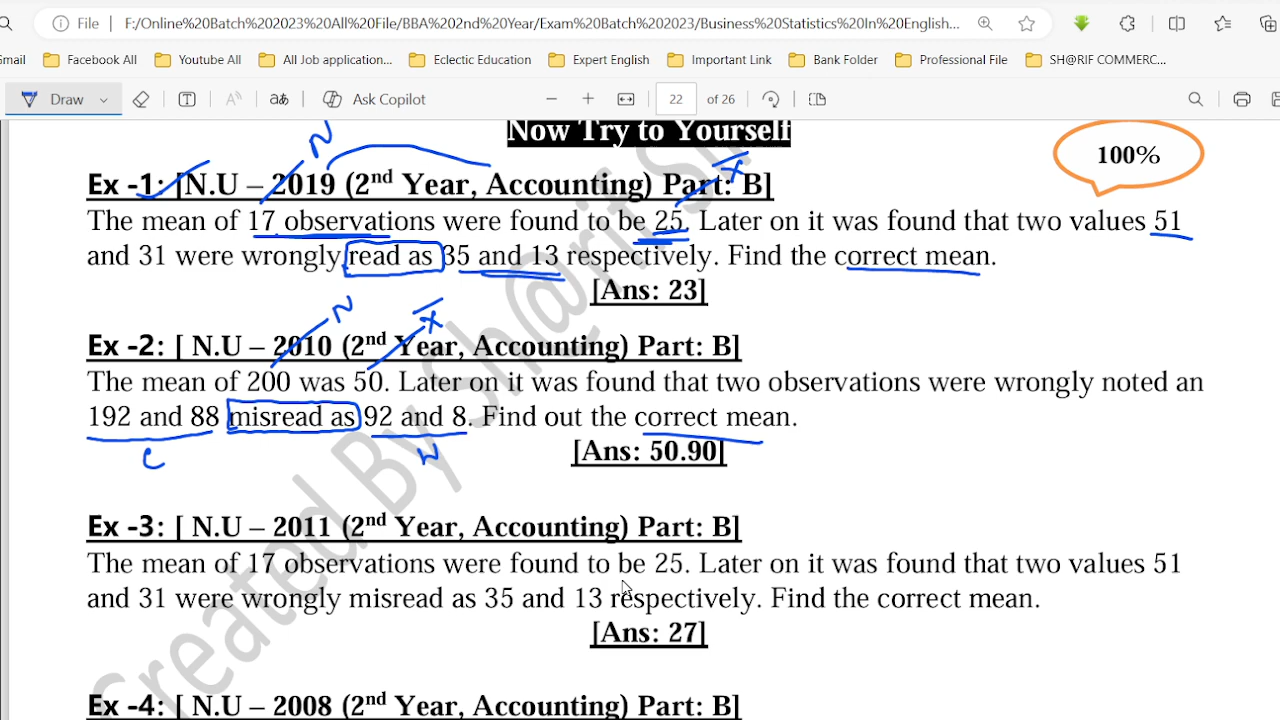 File | F:/Online%20Batch%202023%20All%20File/BBA%202nd%20Year/Exam%20Batch%202023/Business%20Statistics%20In%20English...
Gmail Facebook All Youtube All All Job application... Eclectic Education Expert English Important Link Bank Folder Professional File SH@RIF COMMERC...
Draw aあ Ask Copilot 22 of 26
Now Try to Yourself
100%
N
X̅
Ex -1: [N.U – 2019 (2nd Year, Accounting) Part: B]
The mean of 17 observations were found to be 25. Later on it was found that two values 51
and 31 were wrongly read as 35 and 13 respectively. Find the correct mean.
[Ans: 23]
N
X̅
Ex -2: [ N.U – 2010 (2nd Year, Accounting) Part: B]
The mean of 200 was 50. Later on it was found that two observations were wrongly noted an
192 and 88 misread as 92 and 8. Find out the correct mean.
C W
[Ans: 50.90]
Ex -3: [ N.U – 2011 (2nd Year, Accounting) Part: B]
The mean of 17 observations were found to be 25. Later on it was found that two values 51
and 31 were wrongly misread as 35 and 13 respectively. Find the correct mean.
[Ans: 27]
Ex -4: [ N.U – 2008 (2nd Year, Accounting) Part: B]
Created By Sh@rif S